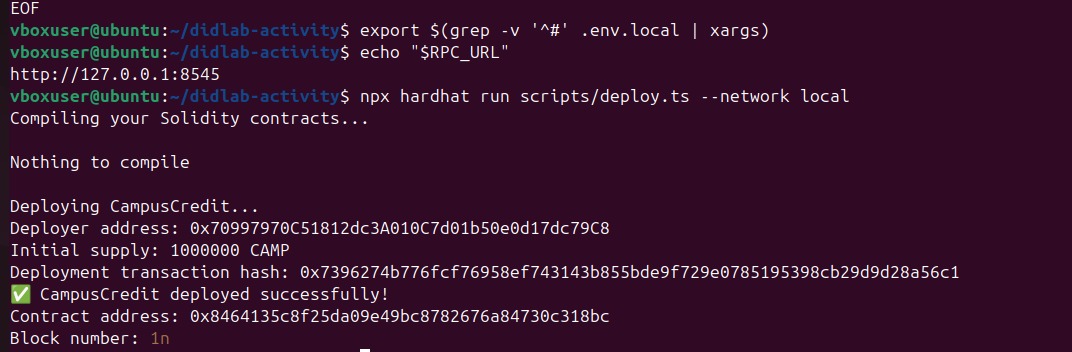 EOF
vboxuser@ubuntu:~/didlab-activity$ export $(grep -v '^#' .env.local | xargs)
vboxuser@ubuntu:~/didlab-activity$ echo "$RPC_URL"
http://127.0.0.1:8545
vboxuser@ubuntu:~/didlab-activity$ npx hardhat run scripts/deploy.ts --network local
Compiling your Solidity contracts...
Nothing to compile
Deploying CampusCredit...
Deployer address: 0x70997970C51812dc3A010C7d01b50e0d17dc79C8
Initial supply: 1000000 CAMP
Deployment transaction hash: 0x7396274b776fcf76958ef743143b855bde9f729e0785195398cb29d9d28a56c1
✅ CampusCredit deployed successfully!
Contract address: 0x8464135c8f25da09e49bc8782676a84730c318bc
Block number: 1n